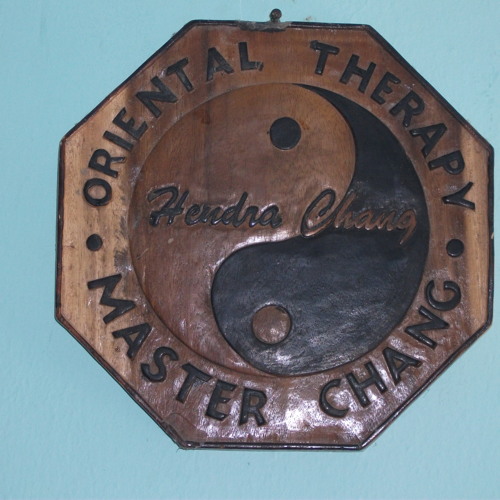 ORIENTAL THERAPY
Hendra Chang
MASTER CHANG